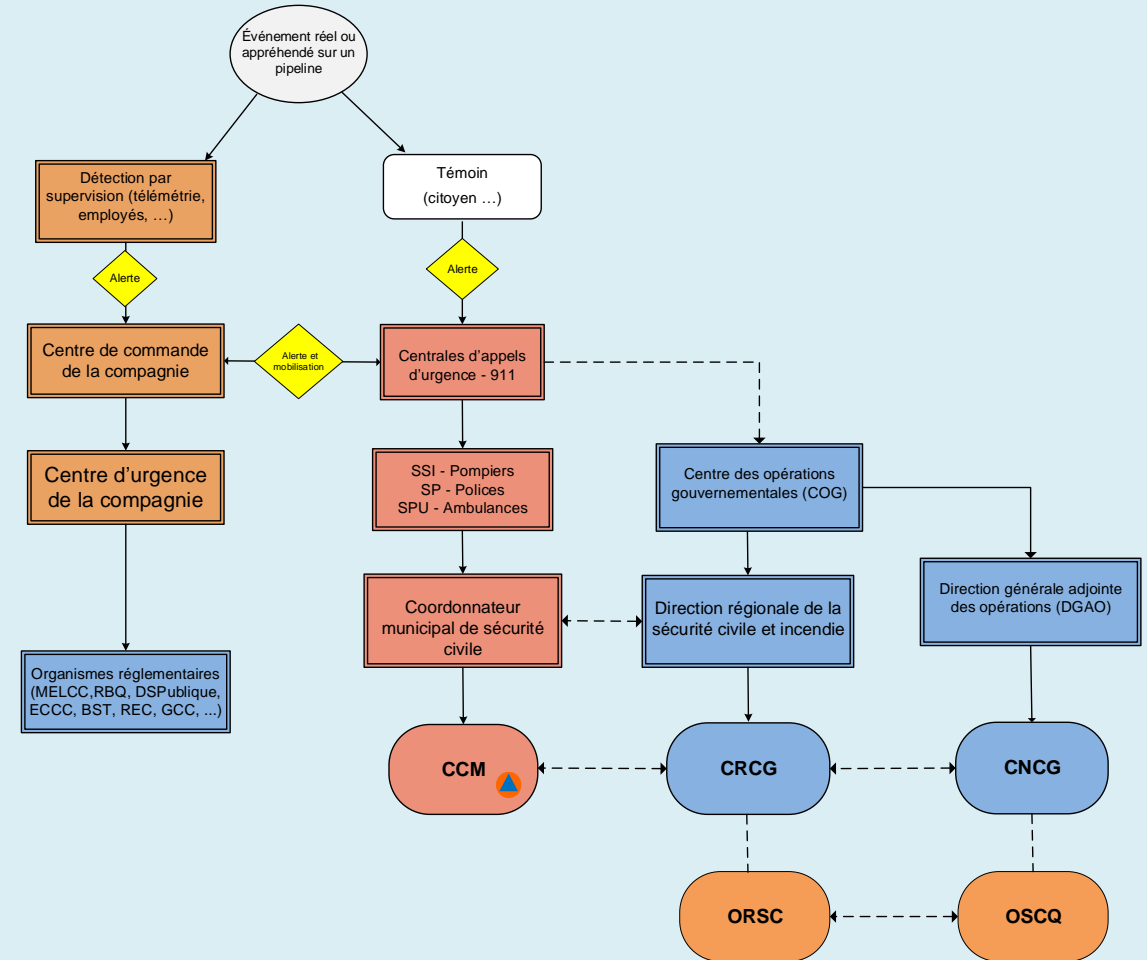 Événement réel ou
appréhendé sur un
pipeline
Détection par
supervision (télémétrie,
employés, …)
Témoin
(citoyen …)
Alerte
Alerte
Centre de commande
de la compagnie
Alerte et
mobilisation
Centrales d’appels
d’urgence - 911
Centre d’urgence
de la compagnie
SSI - Pompiers
SP - Polices
SPU - Ambulances
Centre des opérations
gouvernementales (COG)
Coordonnateur
municipal de sécurité
civile
Direction régionale de la
sécurité civile et incendie
Direction générale adjointe
des opérations (DGAO)
Organismes réglementaires
(MELCC,RBQ, DSPublique,
ECCC, BST, REC, GCC, ...)
CCM
CRCG
CNCG
ORSC
OSCQ